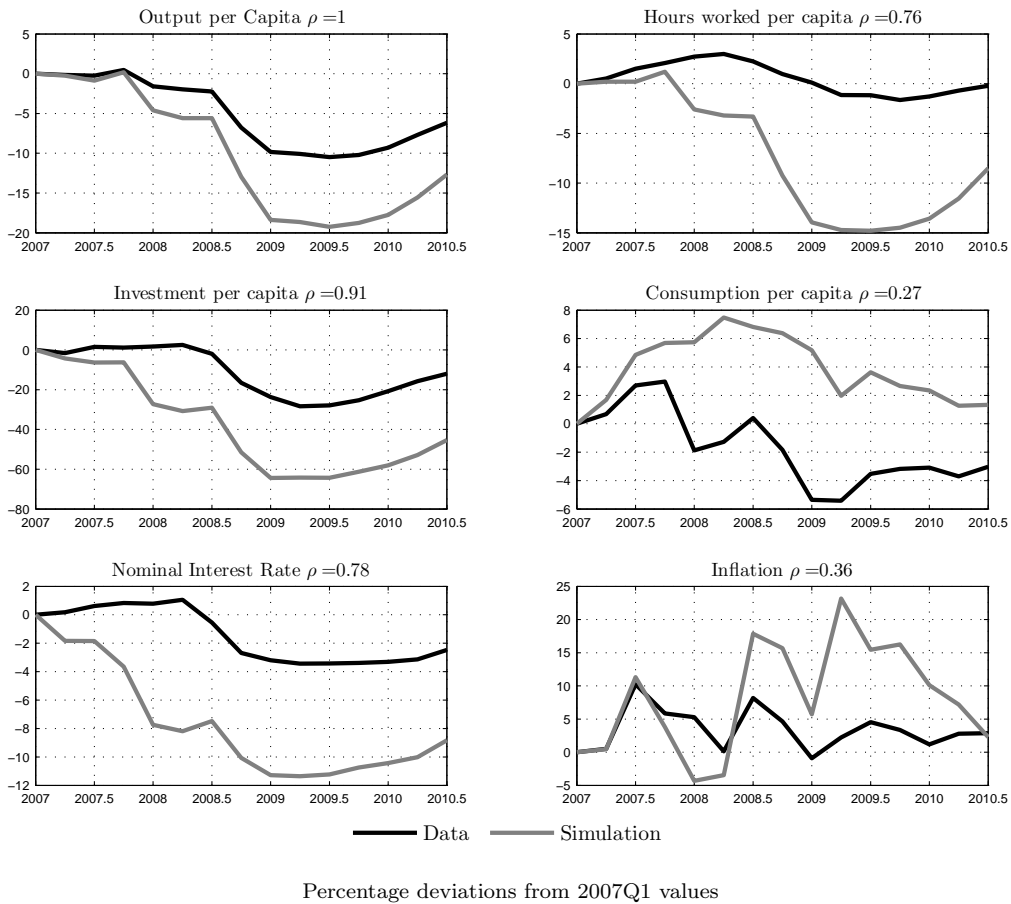 Output per Capita ρ =1
5
0
−5
−10
−15
−20
2007 2007.5 2008 2008.5 2009 2009.5 2010 2010.5
Hours worked per capita ρ =0.76
5
0
−5
−10
−15
2007 2007.5 2008 2008.5 2009 2009.5 2010 2010.5
Investment per capita ρ =0.91
20
0
−20
−40
−60
−80
2007 2007.5 2008 2008.5 2009 2009.5 2010 2010.5
Consumption per capita ρ =0.27
8
6
4
2
0
−2
−4
−6
2007 2007.5 2008 2008.5 2009 2009.5 2010 2010.5
Nominal Interest Rate ρ =0.78
2
0
−2
−4
−6
−8
−10
−12
2007 2007.5 2008 2008.5 2009 2009.5 2010 2010.5
Inflation ρ =0.36
25
20
15
10
5
0
−5
2007 2007.5 2008 2008.5 2009 2009.5 2010 2010.5
Data Simulation
Percentage deviations from 2007Q1 values